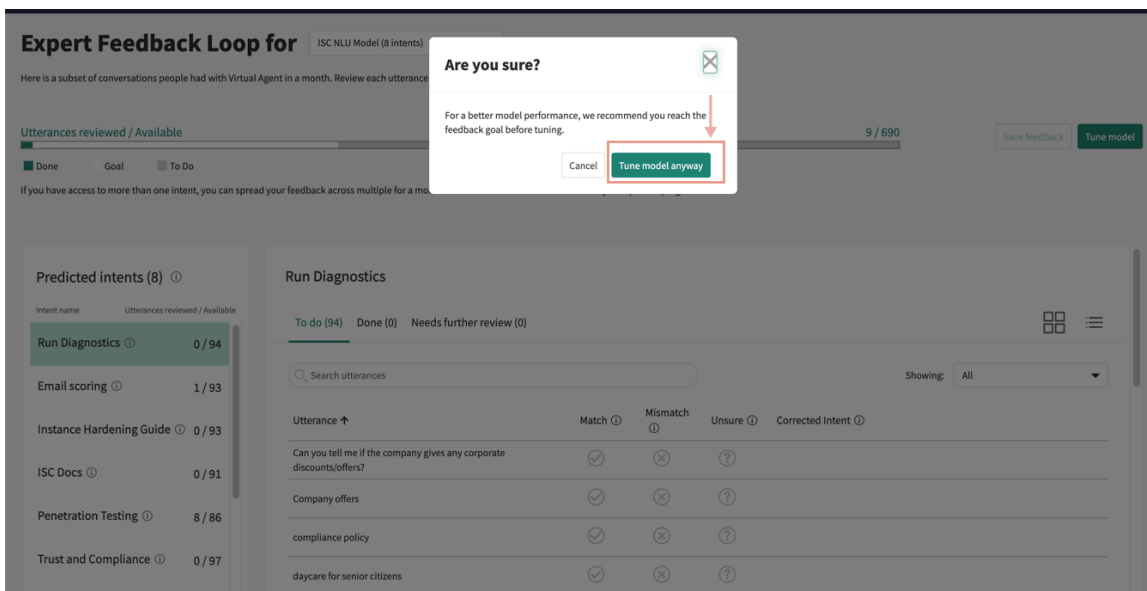 Expert Feedback Loop for ISC NLU Model (8 intents)
Here is a subset of conversations people had with Virtual Agent in a month. Review each utterance
Are you sure?
For a better model performance, we recommend you reach the
feedback goal before tuning.
Cancel Tune model anyway
Utterances reviewed / Available 9 / 690
Save feedback Tune model
Done Goal To Do
If you have access to more than one intent, you can spread your feedback across multiple for a
Predicted intents (8)
Intent name Utterances reviewed / Available
Run Diagnostics 0 / 94
Email scoring 1 / 93
Instance Hardening Guide 0 / 93
ISC Docs 0 / 91
Penetration Testing 8 / 86
Trust and Compliance 0 / 97
Run Diagnostics
To do (94) Done (0) Needs further review (0)
Search utterances Showing: All
Utterance Match Mismatch Unsure Corrected Intent
Can you tell me if the company gives any corporate
discounts/offers?
Company offers
compliance policy
daycare for senior citizens